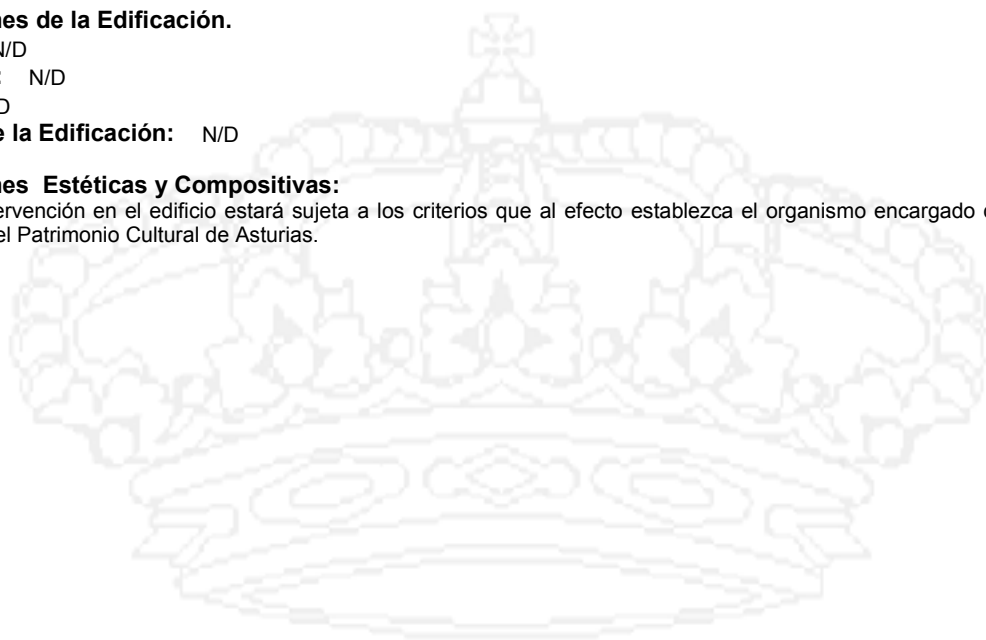 nes de la Edificación.
N/D
: N/D
D
e la Edificación: N/D
nes Estéticas y Compositivas:
ervención en el edificio estará sujeta a los criterios que al efecto establezca el organismo encargado
el Patrimonio Cultural de Asturias.